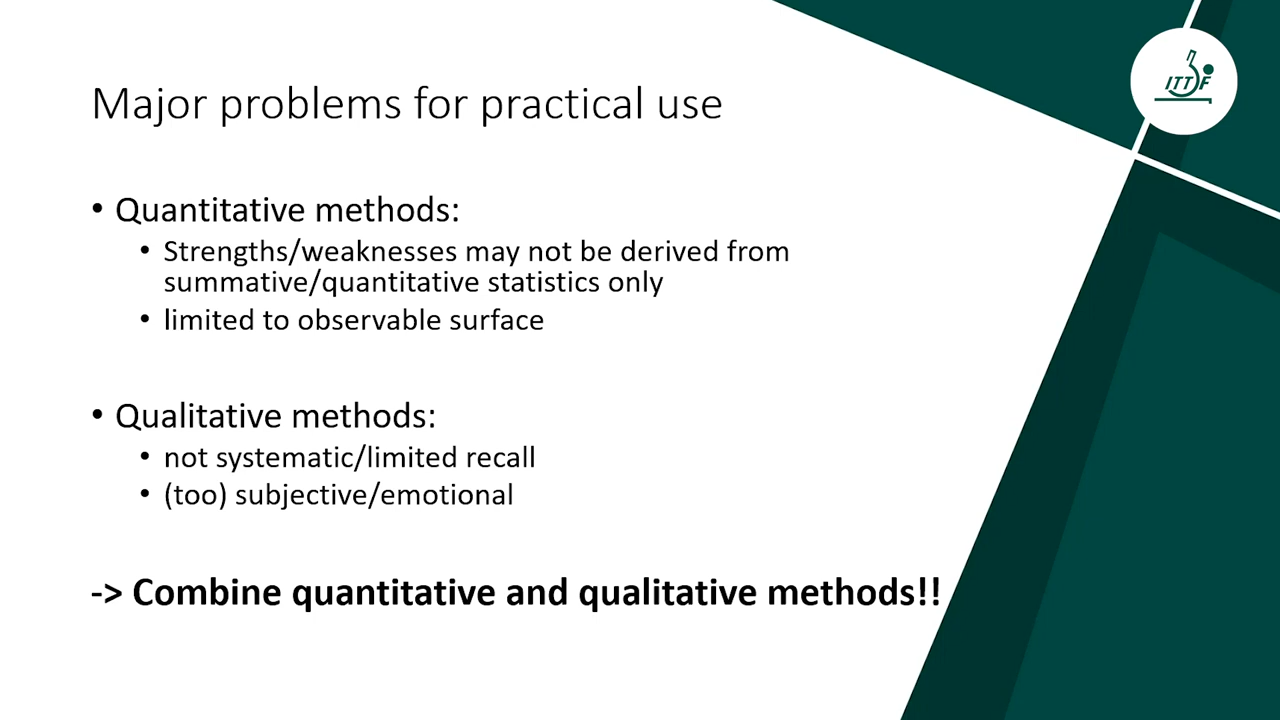 ITTF
Major problems for practical use
• Quantitative methods:
• Strengths/weaknesses may not be derived from
summative/quantitative statistics only
• limited to observable surface
• Qualitative methods:
• not systematic/limited recall
• (too) subjective/emotional
-> Combine quantitative and qualitative methods!!